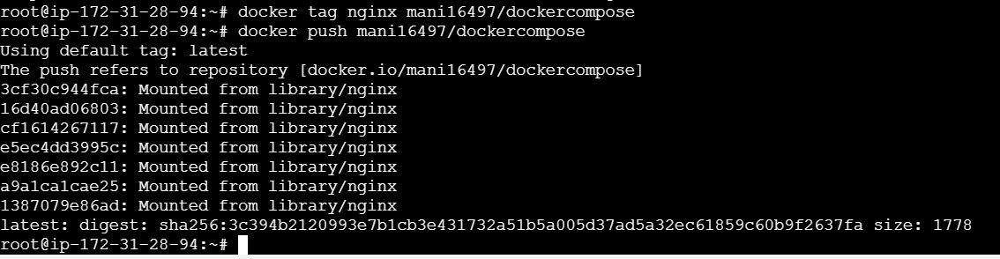 root@ip-172-31-28-94:~# docker tag nginx mani16497/dockercompose
root@ip-172-31-28-94:~# docker push mani16497/dockercompose
Using default tag: latest
The push refers to repository [docker.io/mani16497/dockercompose]
3cf30c944fca: Mounted from library/nginx
16d40ad06803: Mounted from library/nginx
cf1614267117: Mounted from library/nginx
e5ec4dd3995c: Mounted from library/nginx
e8186e892c11: Mounted from library/nginx
a9a1ca1cae25: Mounted from library/nginx
1387079e86ad: Mounted from library/nginx
latest: digest: sha256:3c394b2120993e7b1cb3e431732a51b5a005d37ad5a32ec61859c60b9f2637fa size: 1778
root@ip-172-31-28-94:~#